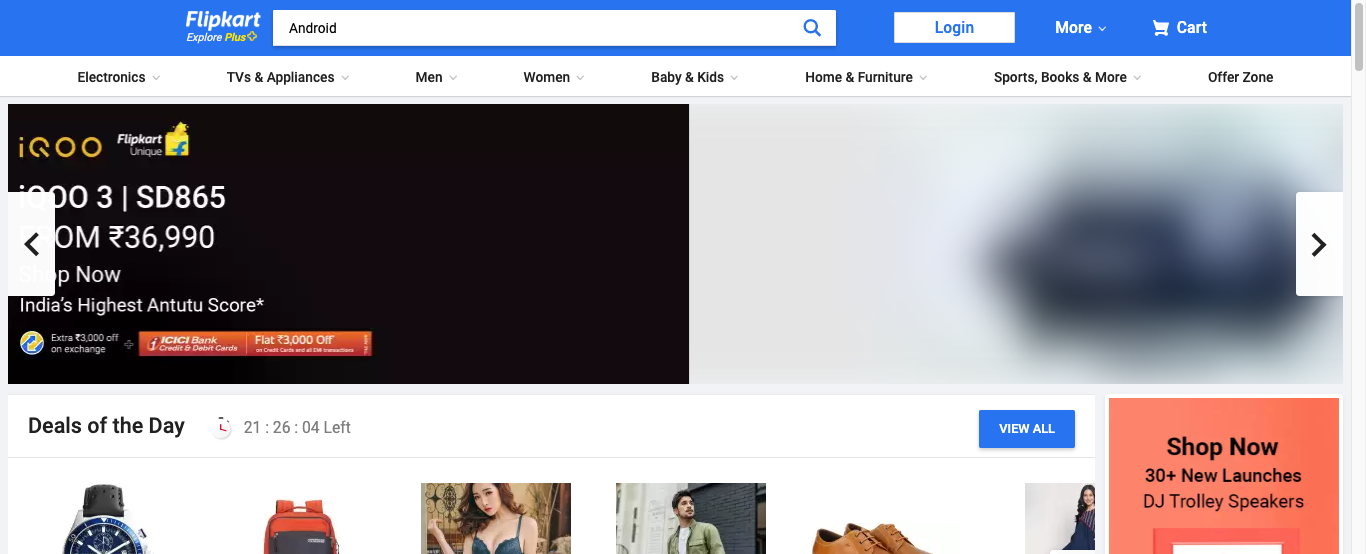 Flipkart
Explore Plus
Android
Login
More
Cart
Electronics
TVs & Appliances
Men
Women
Baby & Kids
Home & Furniture
Sports, Books & More
Offer Zone
iQOO
Flipkart
Unique
iQOO 3 | SD865
FROM ₹36,990
Shop Now
India's Highest Antutu Score*
Extra ₹3,000 off
on exchange
ICICI Bank
Credit & Debit Cards
Flat ₹3,000 Off
on Credit Cards and all EMI transactions
Deals of the Day
21 : 26 : 04 Left
VIEW ALL
Shop Now
30+ New Launches
DJ Trolley Speakers